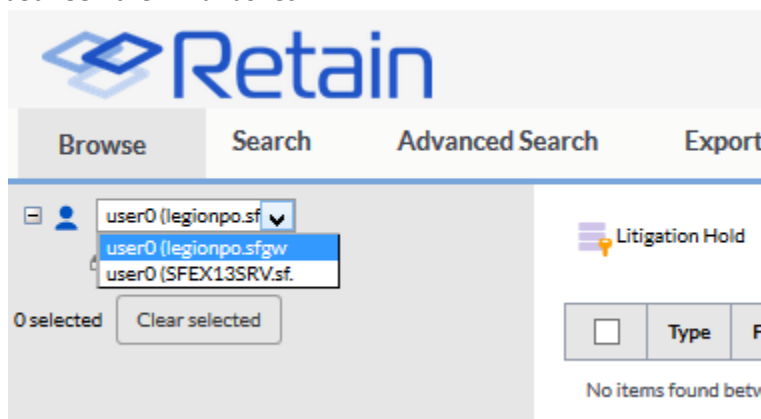 Retain
Browse Search Advanced Search Export
user0 (legionpo.sf
user0 (legionpo.sfgw
user0 (SFEX13SRV.sf.
Litigation Hold
0 selected Clear selected
Type F
No items found betw